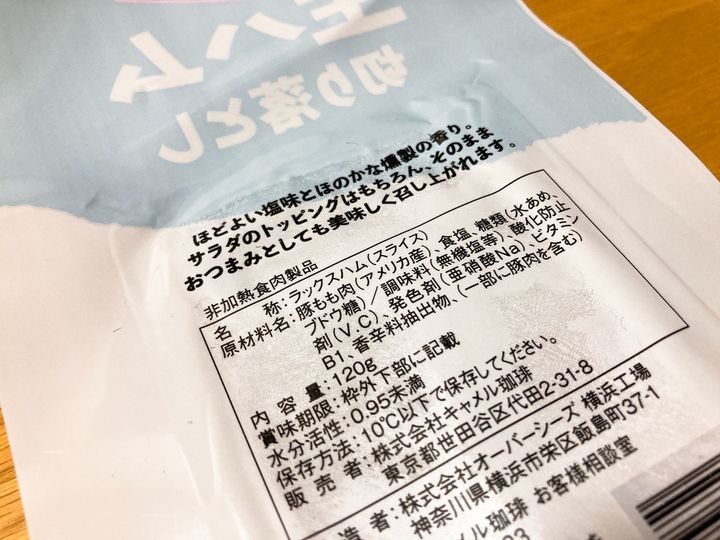 生ハム
切り落とし
ほどよい塩味とほのかな燻製の香り。
サラダのトッピングはもちろん、そのまま
おつまみとしても美味しく召し上がれます。
非加熱食肉製品
名 称:ラックスハム(スライス)
原材料名:豚もも肉(アメリカ産)、食塩、糖類(水あめ、
ブドウ糖)/調味料(無機塩等)、酸化防止
剤(V.C)、発色剤(亜硝酸Na)、ビタミン
B1、香辛料抽出物、(一部に豚肉を含む)
内 容 量:120g
賞味期限:枠外下部に記載
水分活性:0.95未満
保存方法:10℃以下で保存してください。
販 売 者:株式会社キャメル珈琲
東京都世田谷区代田2-31-8
造 者:株式会社オーバーシーズ 横浜工場
神奈川県横浜市栄区飯島町37-1
メル珈琲 お客様相談室